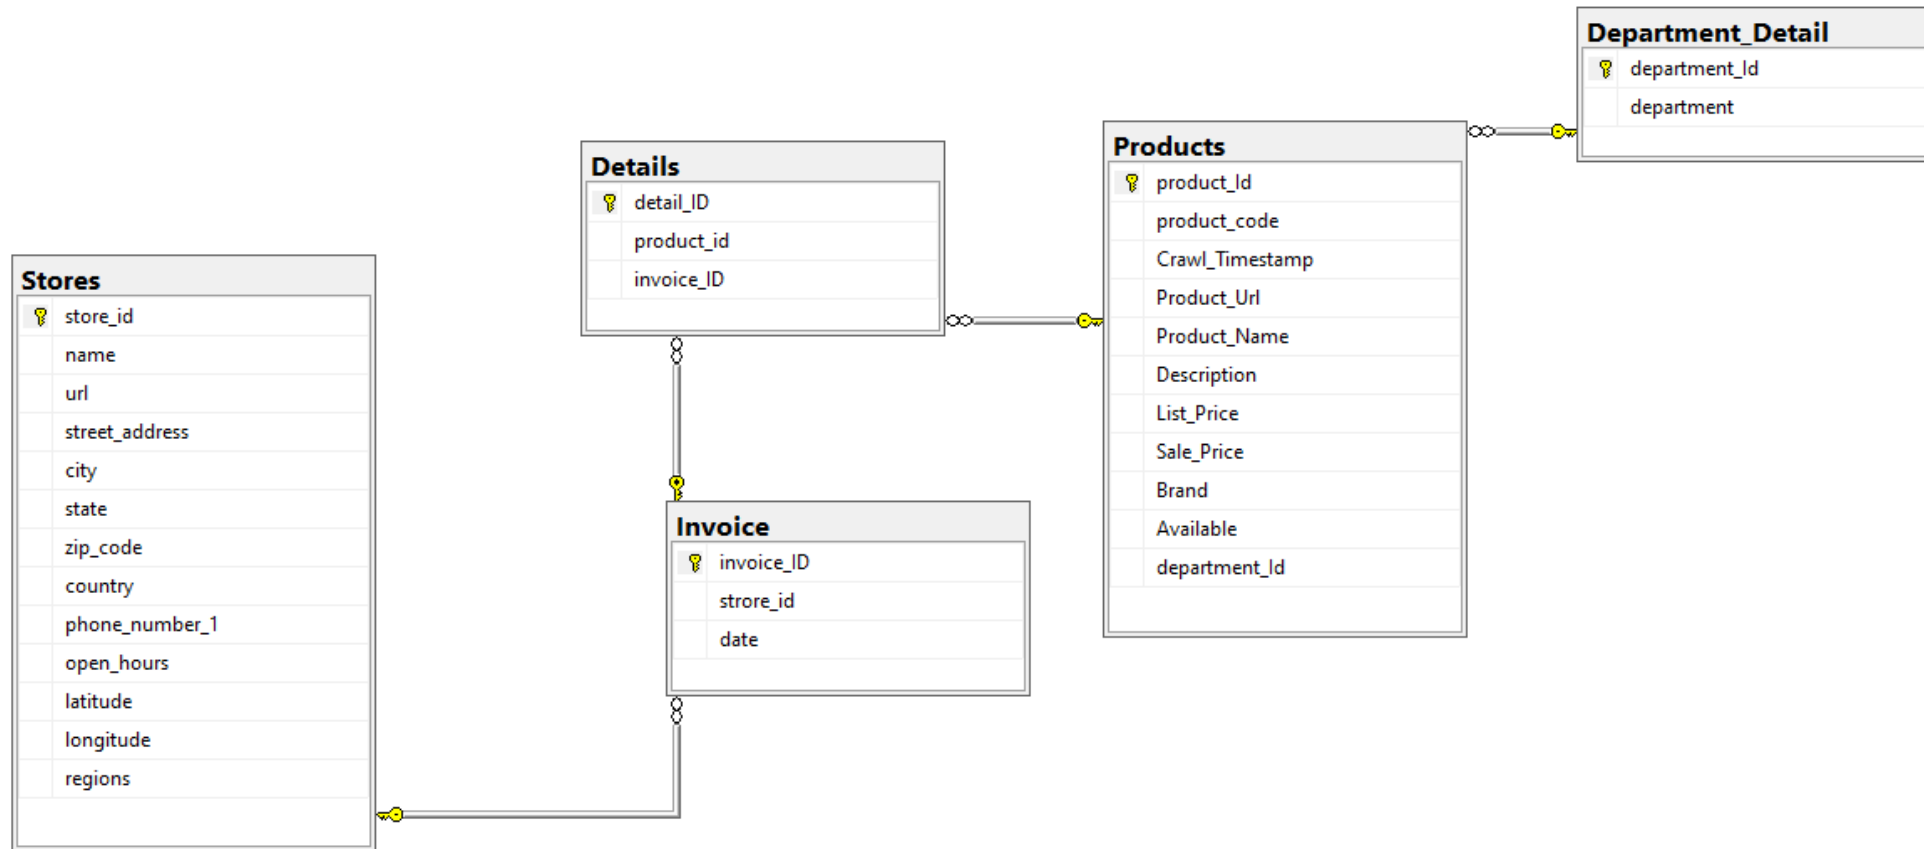 Stores
store_id
name
url
street_address
city
state
zip_code
country
phone_number_1
open_hours
latitude
longitude
regions
Details
detail_ID
product_id
invoice_ID
Invoice
invoice_ID
strore_id
date
Products
product_Id
product_code
Crawl_Timestamp
Product_Url
Product_Name
Description
List_Price
Sale_Price
Brand
Available
department_Id
Department_Detail
department_Id
department